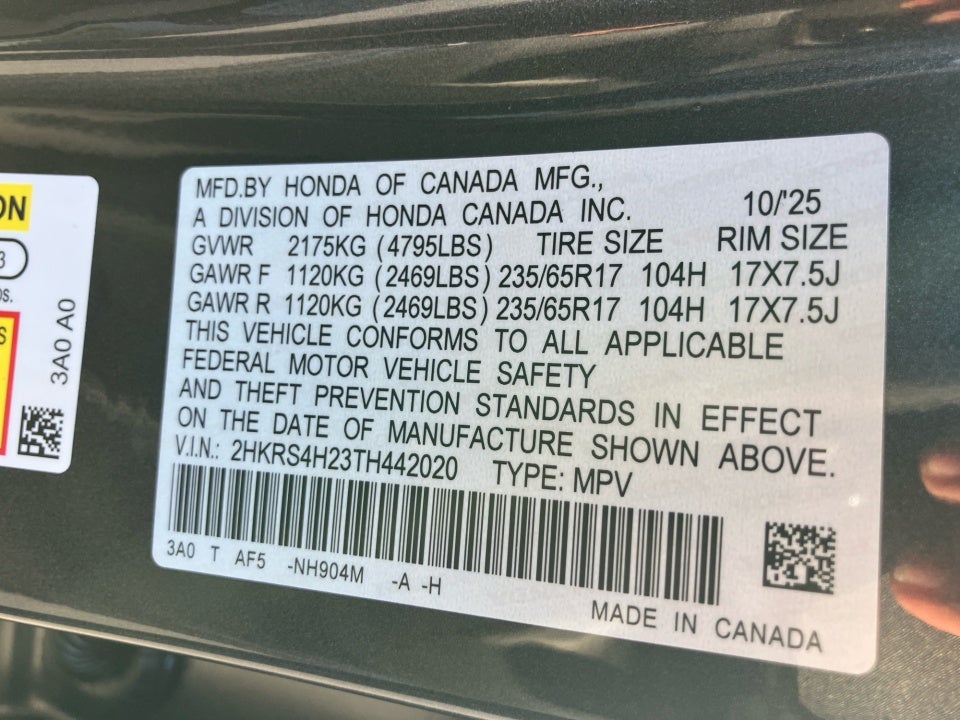 MFD.BY HONDA OF CANADA MFG.,
A DIVISION OF HONDA CANADA INC. 10/'25
GVWR 2175KG (4795LBS) TIRE SIZE RIM SIZE
GAWR F 1120KG (2469LBS) 235/65R17 104H 17X7.5J
GAWR R 1120KG (2469LBS) 235/65R17 104H 17X7.5J
THIS VEHICLE CONFORMS TO ALL APPLICABLE
FEDERAL MOTOR VEHICLE SAFETY
AND THEFT PREVENTION STANDARDS IN EFFECT
ON THE DATE OF MANUFACTURE SHOWN ABOVE.
V.I.N.: 2HKRS4H23TH442020 TYPE: MPV
3A0 T AF5 -NH904M -A -H
MADE IN CANADA
3A0 A0